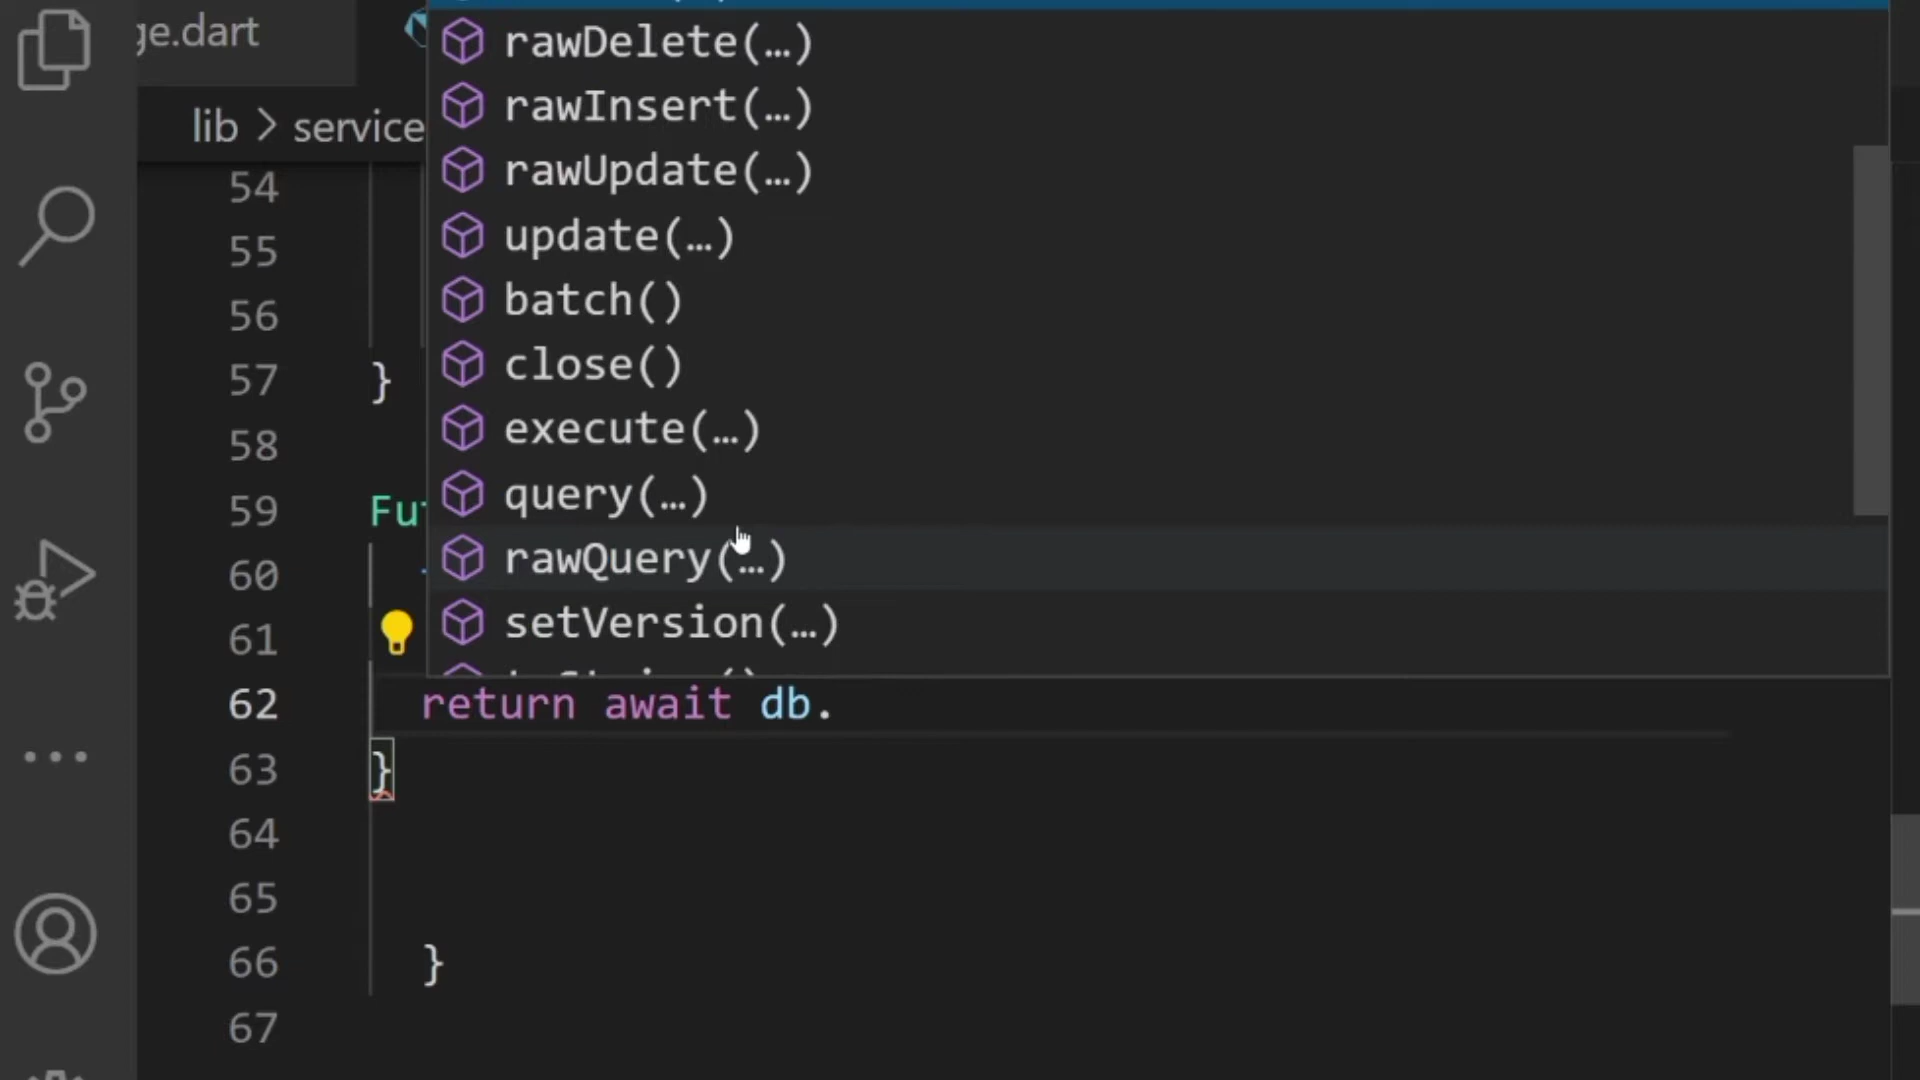 ge.dart
lib > service
rawDelete(…)
rawInsert(…)
rawUpdate(…)
update(…)
batch()
close()
execute(…)
query(…)
rawQuery(…)
setVersion(…)
54
55
56
57 }
58
59 Fu
60
61
62 return await db.
63 }
64
65
66 }
67